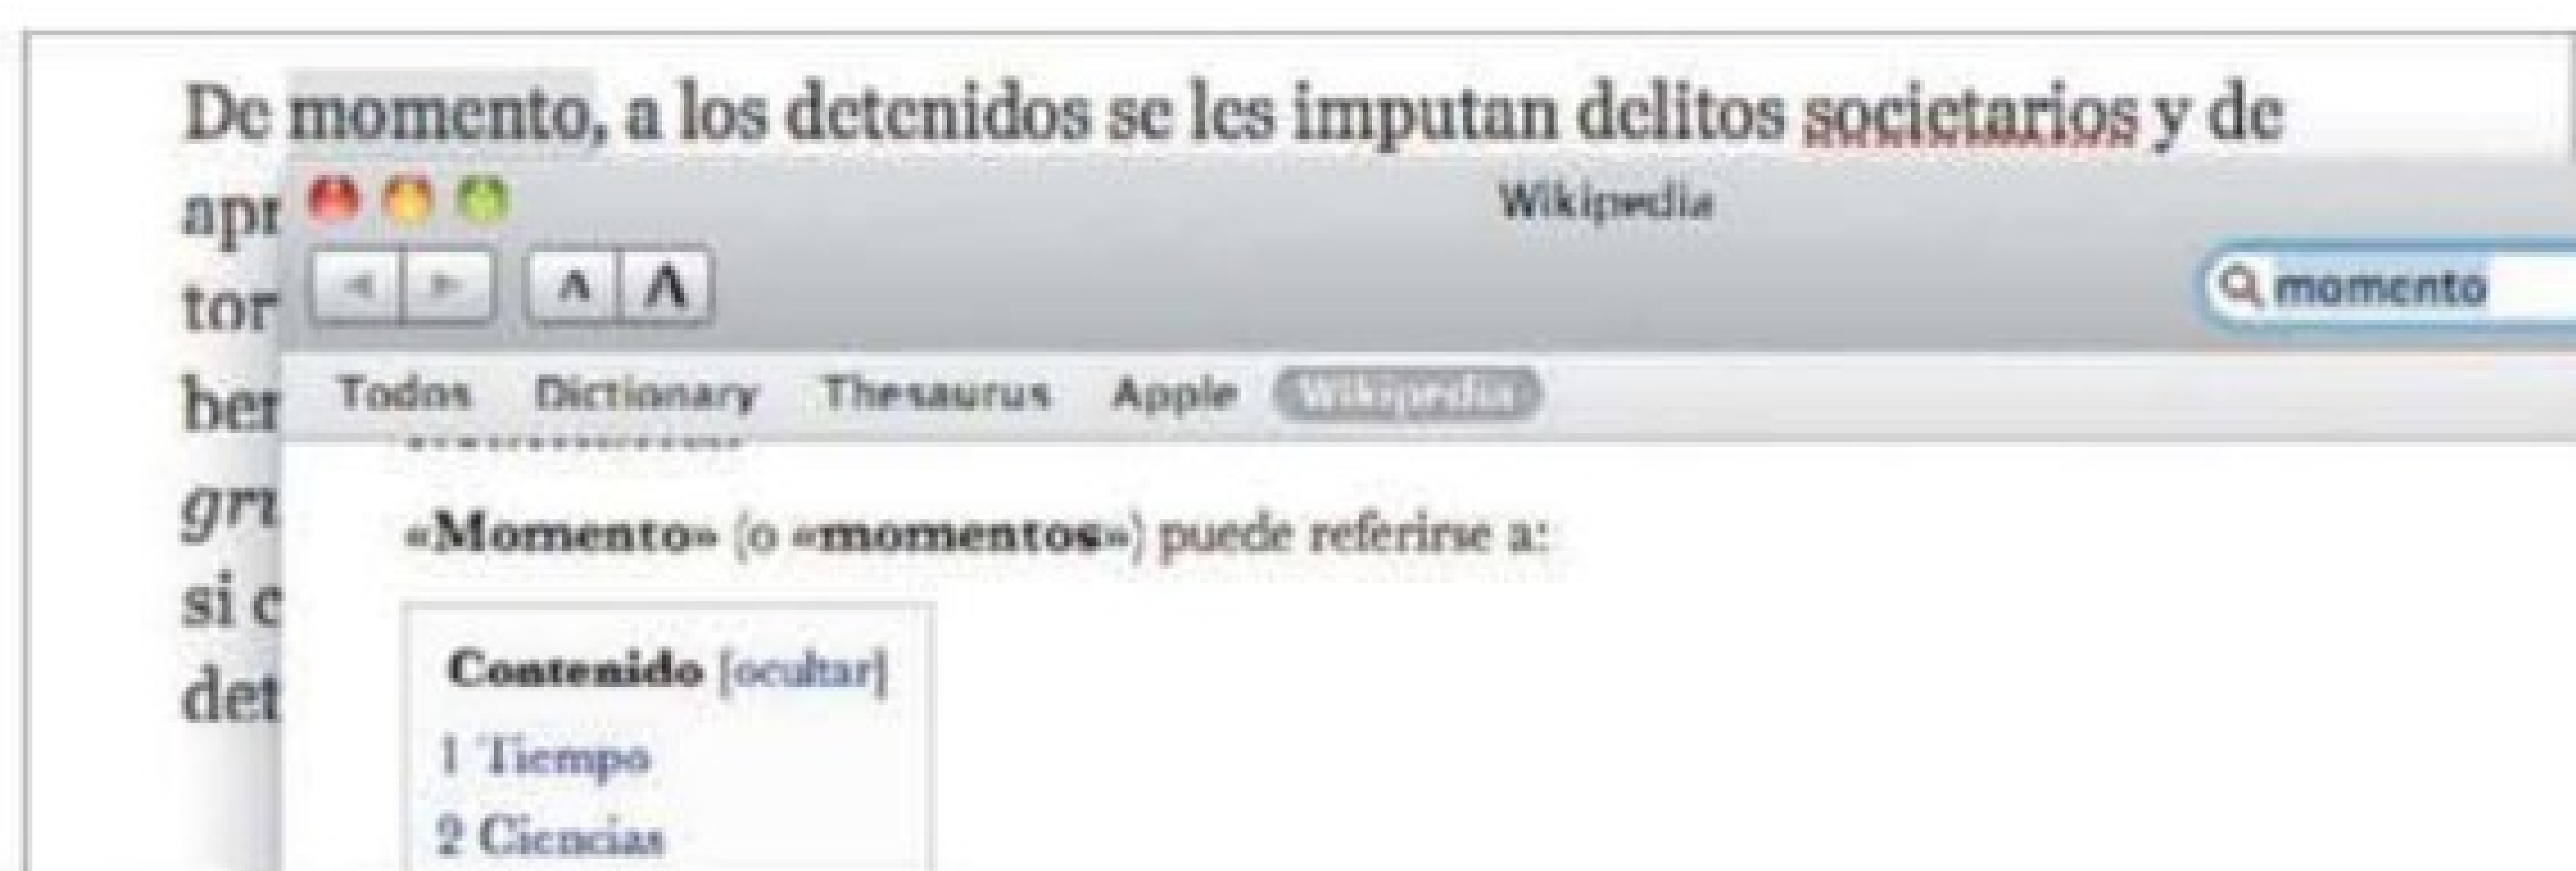 De momento, a los detenidos se les imputan delitos societarios y de
apr
tor
ber
gru
si c
det
Wikipedia
A A
momento
Todos Dictionary Thesaurus Apple Wikipedia
«Momento» (o «momentos») puede referirse a:
Contenido [ocultar]
1 Tiempo
2 Ciencias